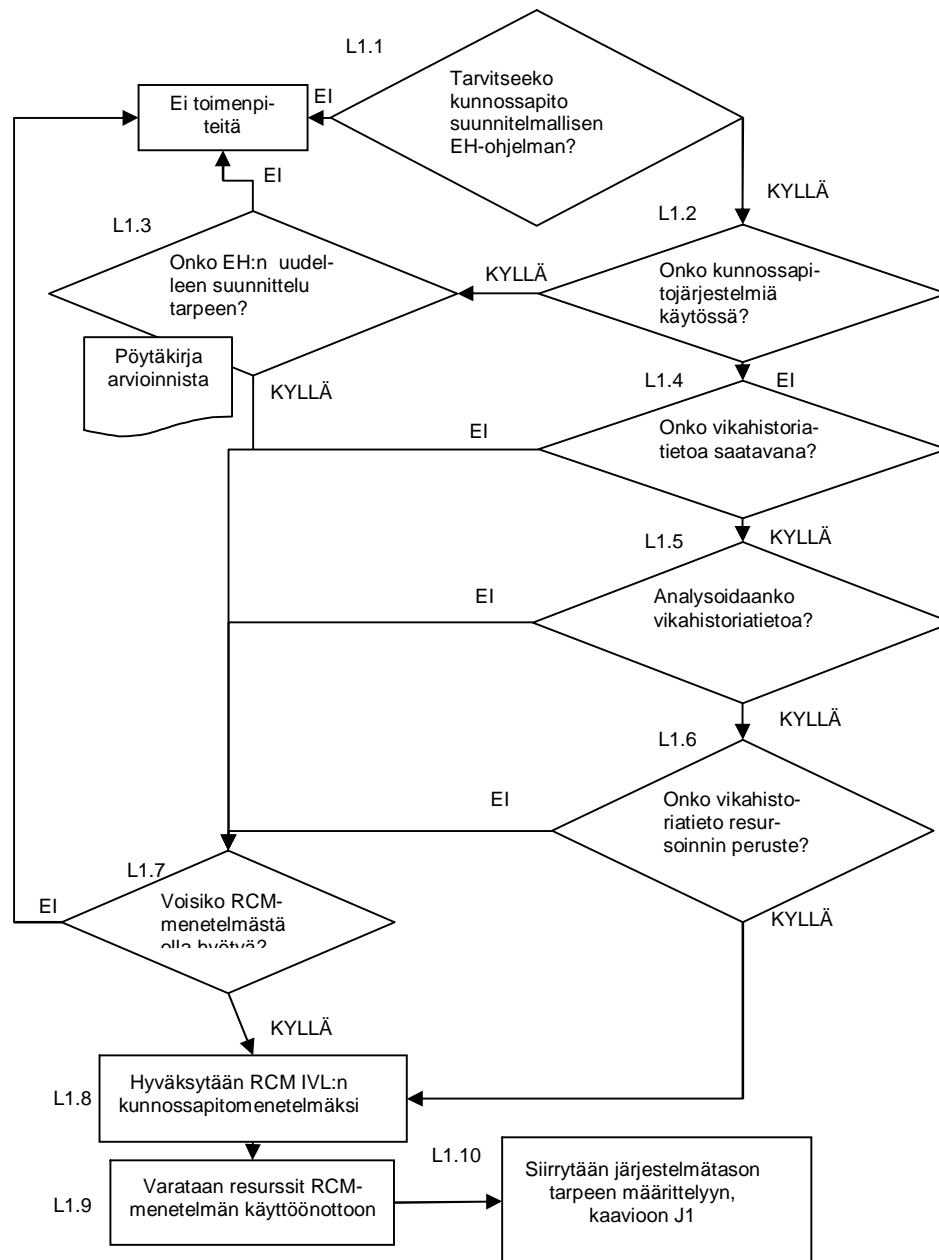 L1.1
Tarvitseeko
kunnossapito
suunnitelmallisen
EH-ohjelman?
EI
Ei toimenpi-
teitä
KYLLÄ
EI
L1.2
L1.3
Onko kunnossapi-
tojärjestelmiä
käytössä?
KYLLÄ
Onko EH:n uudel-
leen suunnittelu
tarpeen?
Pöytäkirja
arvioinnista
KYLLÄ
L1.4
EI
Onko vikahistoria-
tietoa saatavana?
EI
KYLLÄ
L1.5
Analysoidaanko
vikahistoriatietoa?
EI
KYLLÄ
L1.6
Onko vikahisto-
riatieto resur-
soinnin peruste?
EI
KYLLÄ
L1.7
Voisiko RCM-
menetelmästä
olla hyötyä?
EI
KYLLÄ
L1.8
Hyväksytään RCM IVL:n
kunnossapitomenetelmäksi
L1.9
Varataan resurssit RCM-
menetelmän käyttöönottoon
L1.10
Siirrytään järjestelmätason
tarpeen määrittelyyn,
kaavioon J1